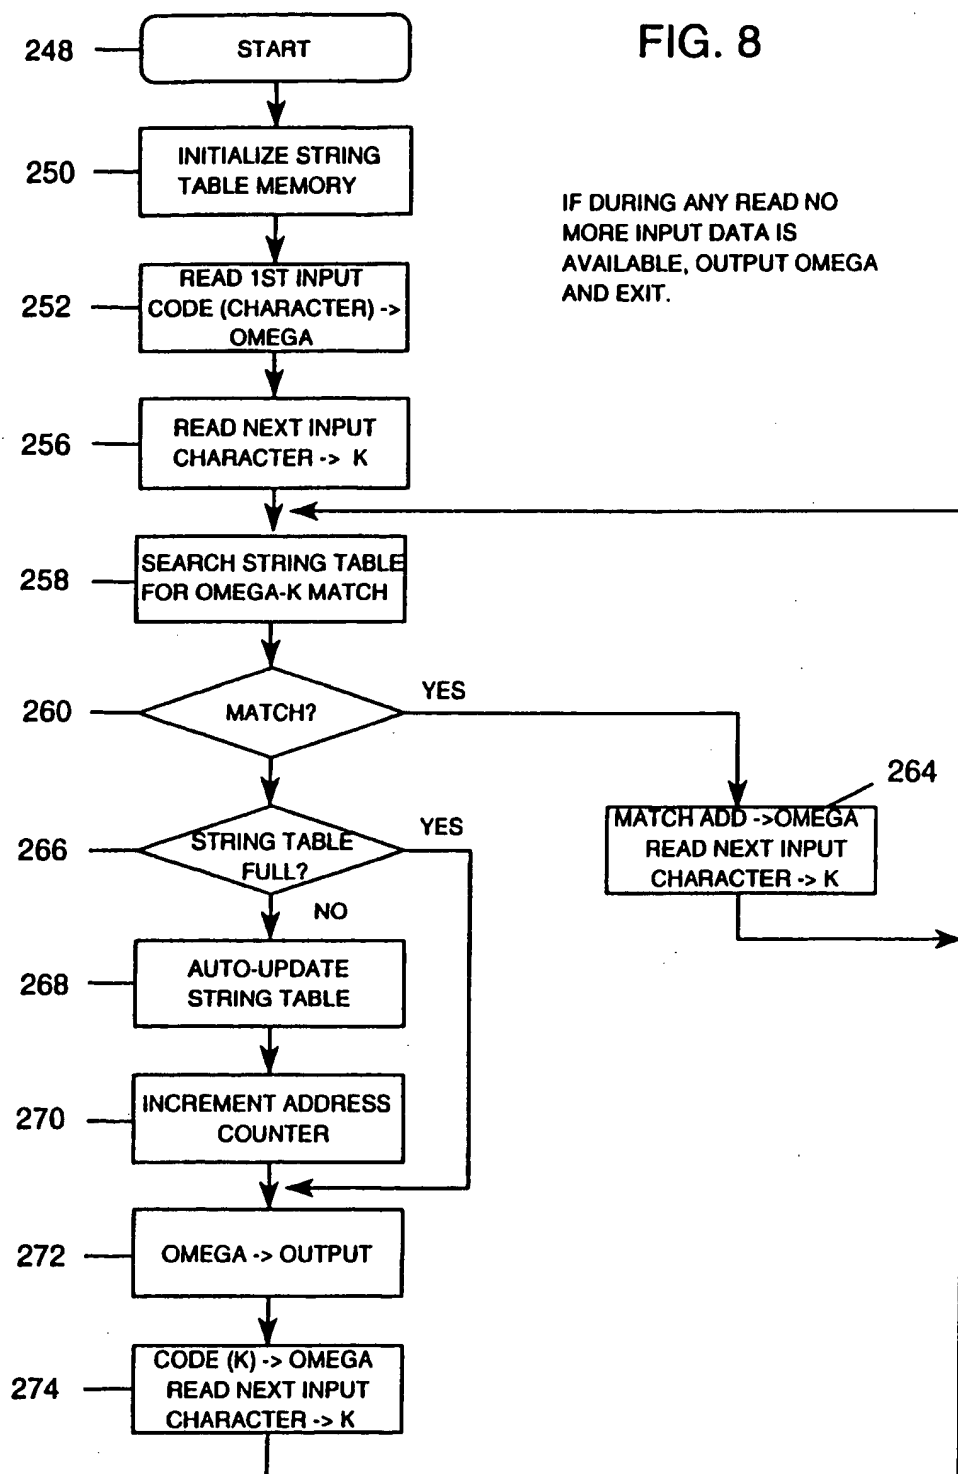 FIG. 8
248
START
250
INITIALIZE STRING
TABLE MEMORY
IF DURING ANY READ NO
MORE INPUT DATA IS
AVAILABLE, OUTPUT OMEGA
AND EXIT.
252
READ 1ST INPUT
CODE (CHARACTER) ->
OMEGA
256
READ NEXT INPUT
CHARACTER -> K
258
SEARCH STRING TABLE
FOR OMEGA-K MATCH
260
MATCH?
YES
264
MATCH ADD ->OMEGA
READ NEXT INPUT
CHARACTER -> K
266
STRING TABLE
FULL?
YES
NO
268
AUTO-UPDATE
STRING TABLE
270
INCREMENT ADDRESS
COUNTER
272
OMEGA -> OUTPUT
274
CODE (K) -> OMEGA
READ NEXT INPUT
CHARACTER -> K